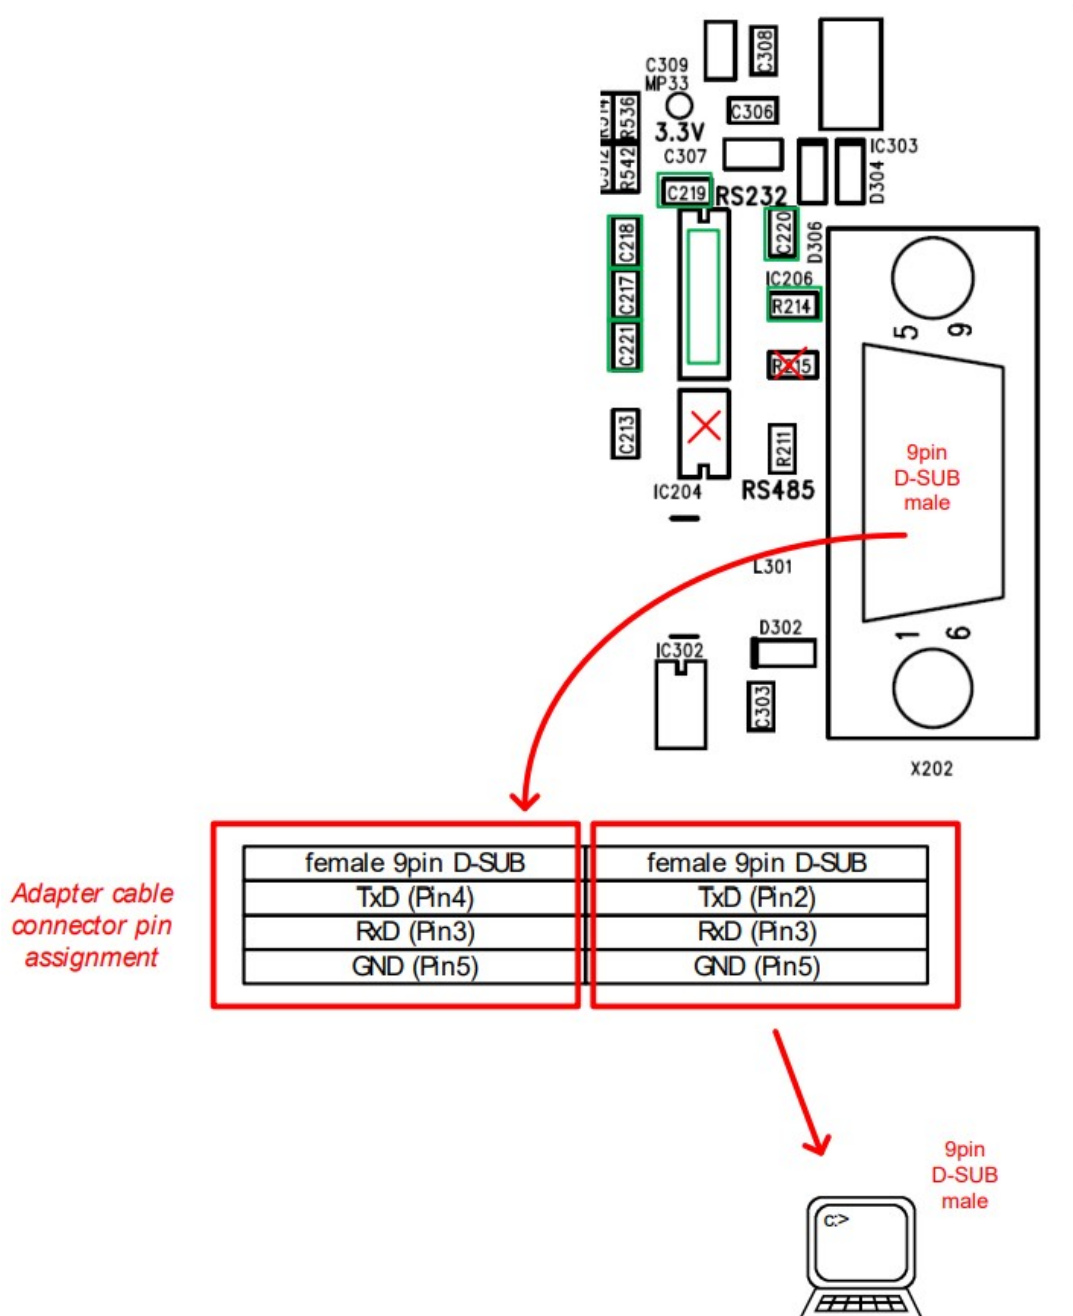 C308
C309
MP33
R514
R536
C306
3.3V
C307
IC303
C512
R542
D304
C219
RS232
C218
C220
D306
C217
IC206
R214
5
9
C221
R215
C213
R211
9pin
D-SUB
male
IC204
RS485
L301
D302
1
6
IC302
C303
X202
female 9pin D-SUB
female 9pin D-SUB
Adapter cable
connector pin
assignment
TxD (Pin4)
TxD (Pin2)
RxD (Pin3)
RxD (Pin3)
GND (Pin5)
GND (Pin5)
9pin
D-SUB
male
c:>